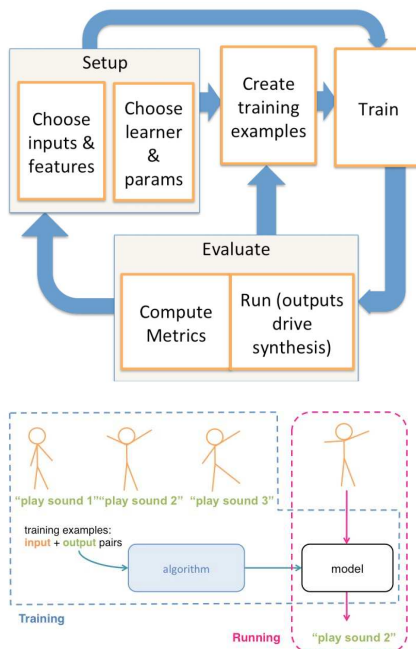 Setup
Choose
inputs &
features
Choose
learner
&
params
Create
training
examples
Train
Evaluate
Compute
Metrics
Run (outputs
drive
synthesis)
“play sound 1” “play sound 2” “play sound 3”
training examples:
input + output pairs
algorithm
model
Training
Running
“play sound 2”